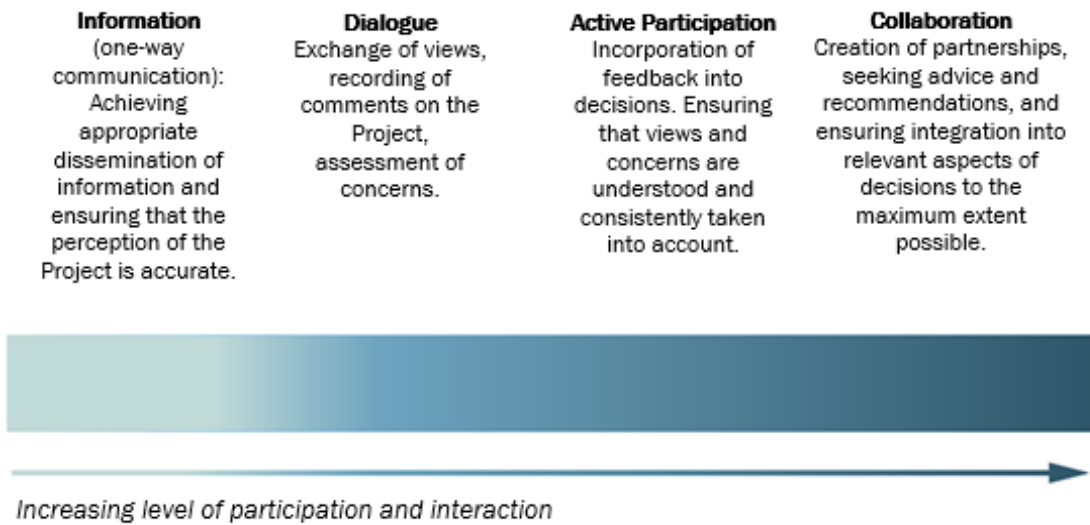 Information
(one-way
communication):
Achieving
appropriate
dissemination of
information and
ensuring that the
perception of the
Project is accurate.
Dialogue
Exchange of views,
recording of
comments on the
Project,
assessment of
concerns.
Active Participation
Incorporation of
feedback into
decisions. Ensuring
that views and
concerns are
understood and
consistently taken
into account.
Collaboration
Creation of partnerships,
seeking advice and
recommendations, and
ensuring integration into
relevant aspects of
decisions to the
maximum extent
possible.
Increasing level of participation and interaction